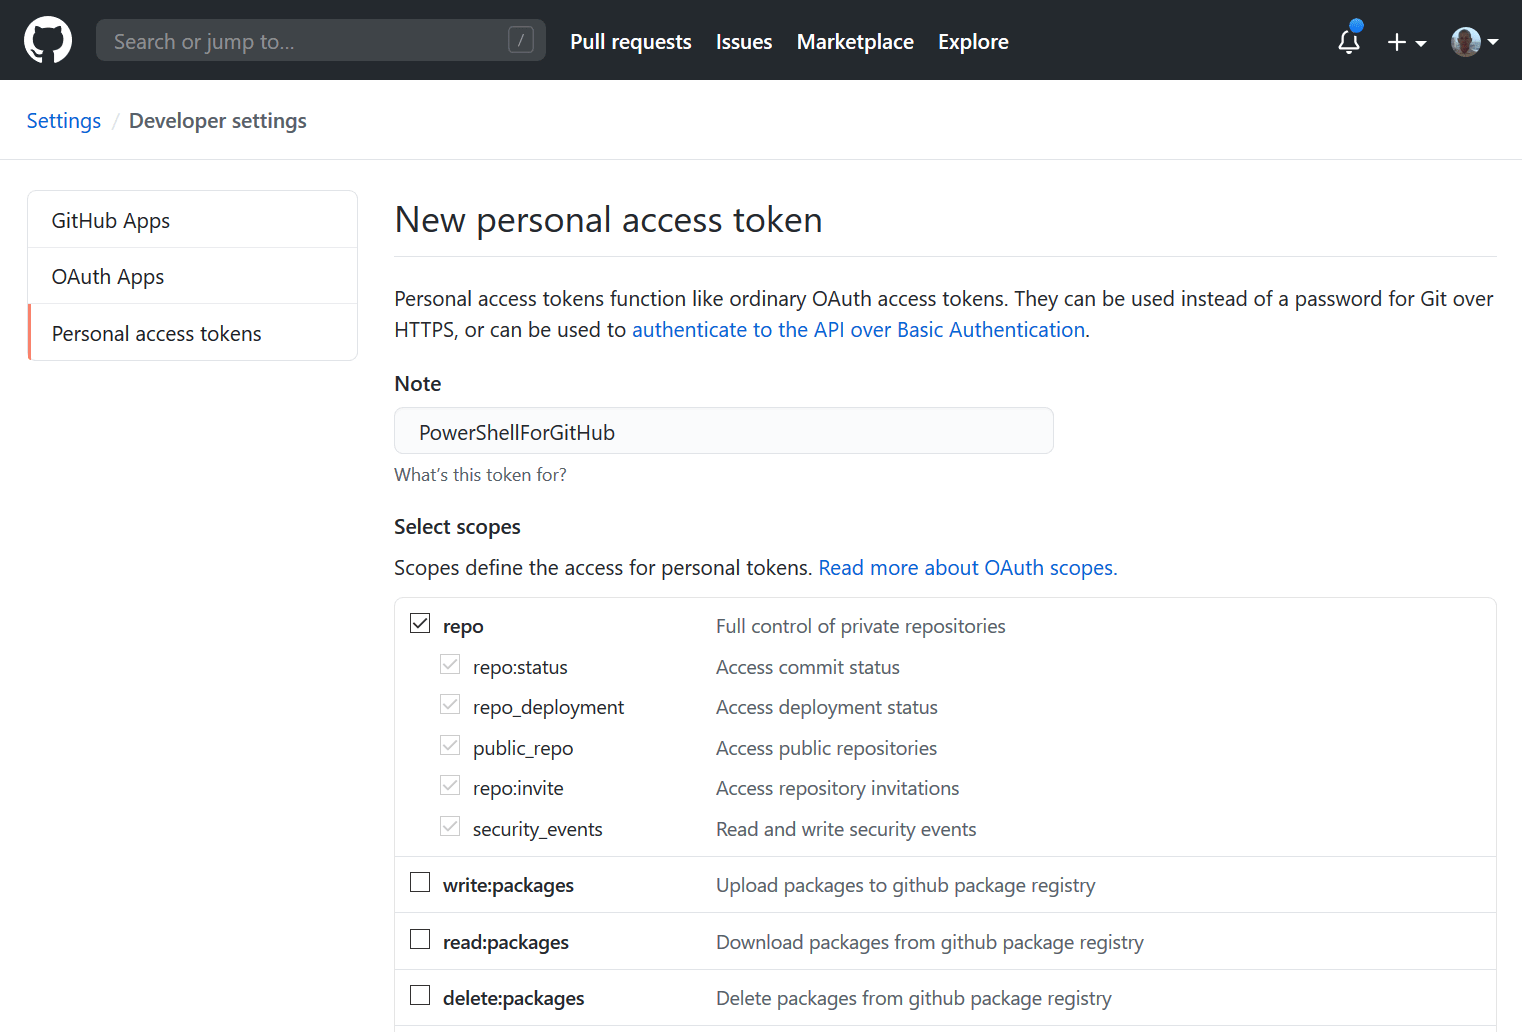 Search or jump to...
/
Pull requests
Issues
Marketplace
Explore
Settings / Developer settings
GitHub Apps
OAuth Apps
Personal access tokens
New personal access token
Personal access tokens function like ordinary OAuth access tokens. They can be used instead of a password for Git over
HTTPS, or can be used to authenticate to the API over Basic Authentication.
Note
PowerShellForGitHub
What's this token for?
Select scopes
Scopes define the access for personal tokens. Read more about OAuth scopes.
repo Full control of private repositories
repo:status Access commit status
repo_deployment Access deployment status
public_repo Access public repositories
repo:invite Access repository invitations
security_events Read and write security events
write:packages Upload packages to github package registry
read:packages Download packages from github package registry
delete:packages Delete packages from github package registry